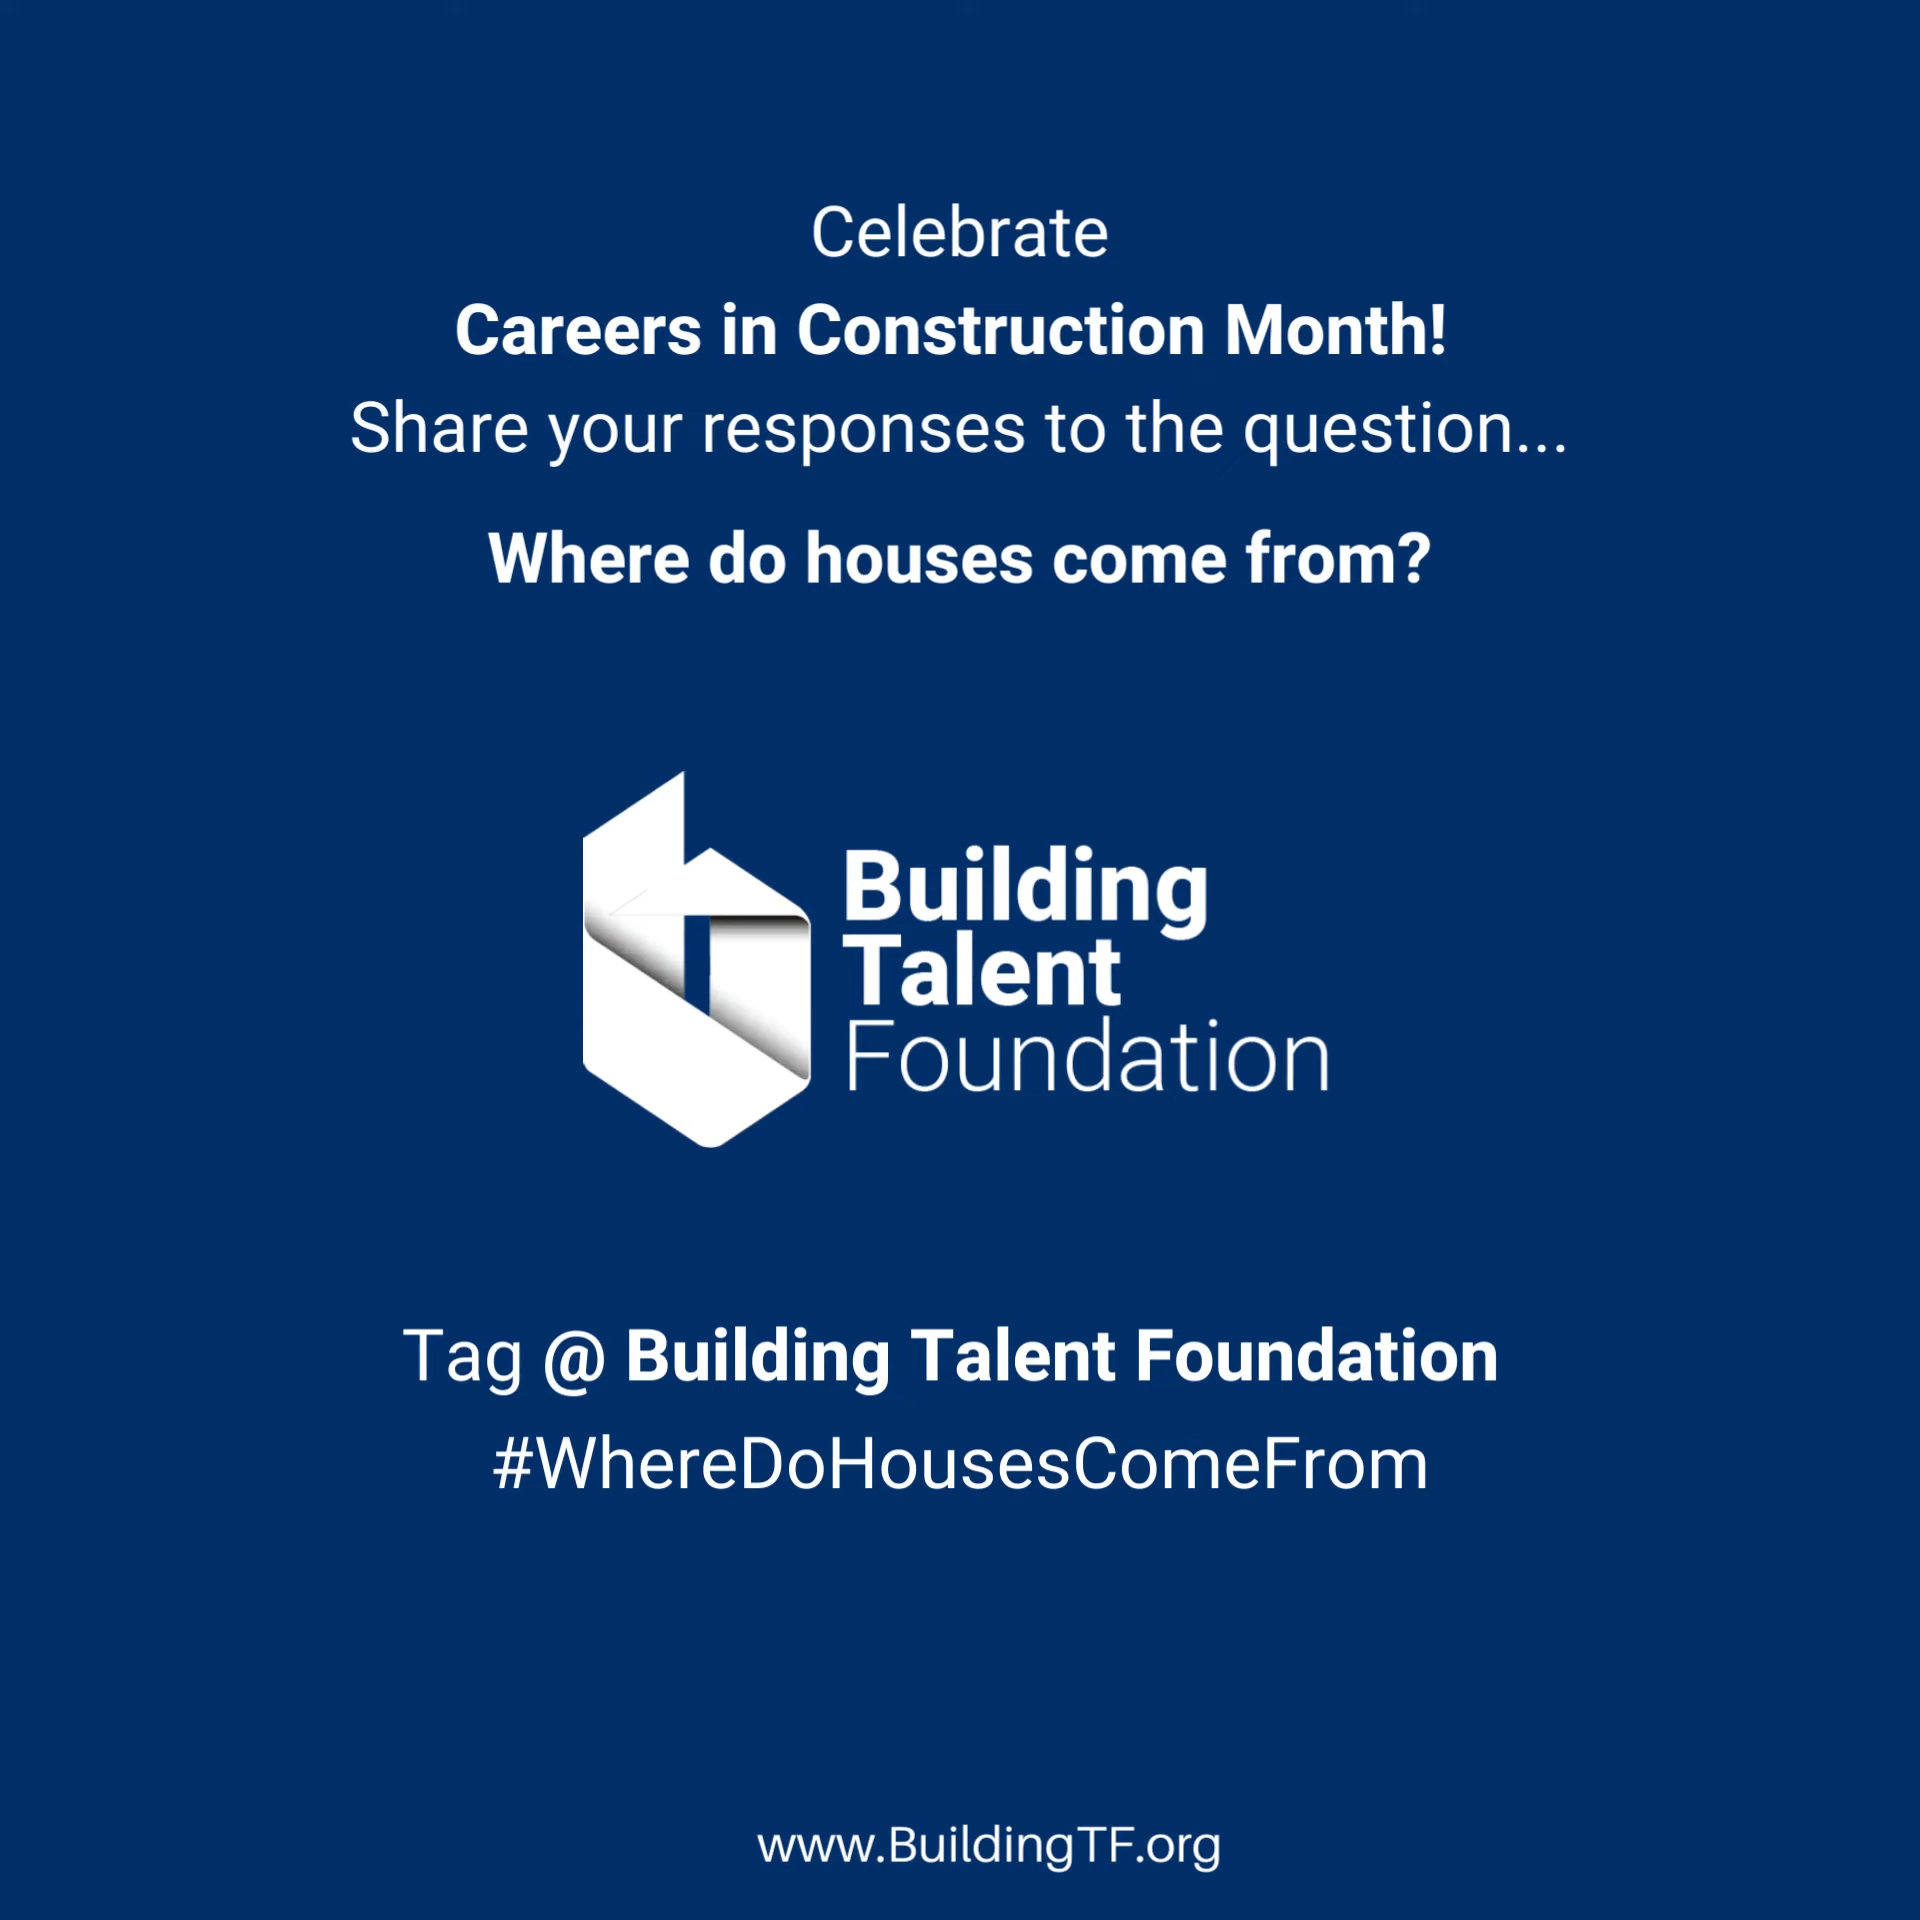 Celebrate
Careers in Construction Month!
Share your responses to the question...
Where do houses come from?
Building
Talent
Foundation
Tag @ Building Talent Foundation
#WhereDoHousesComeFrom
www.BuildingTF.org